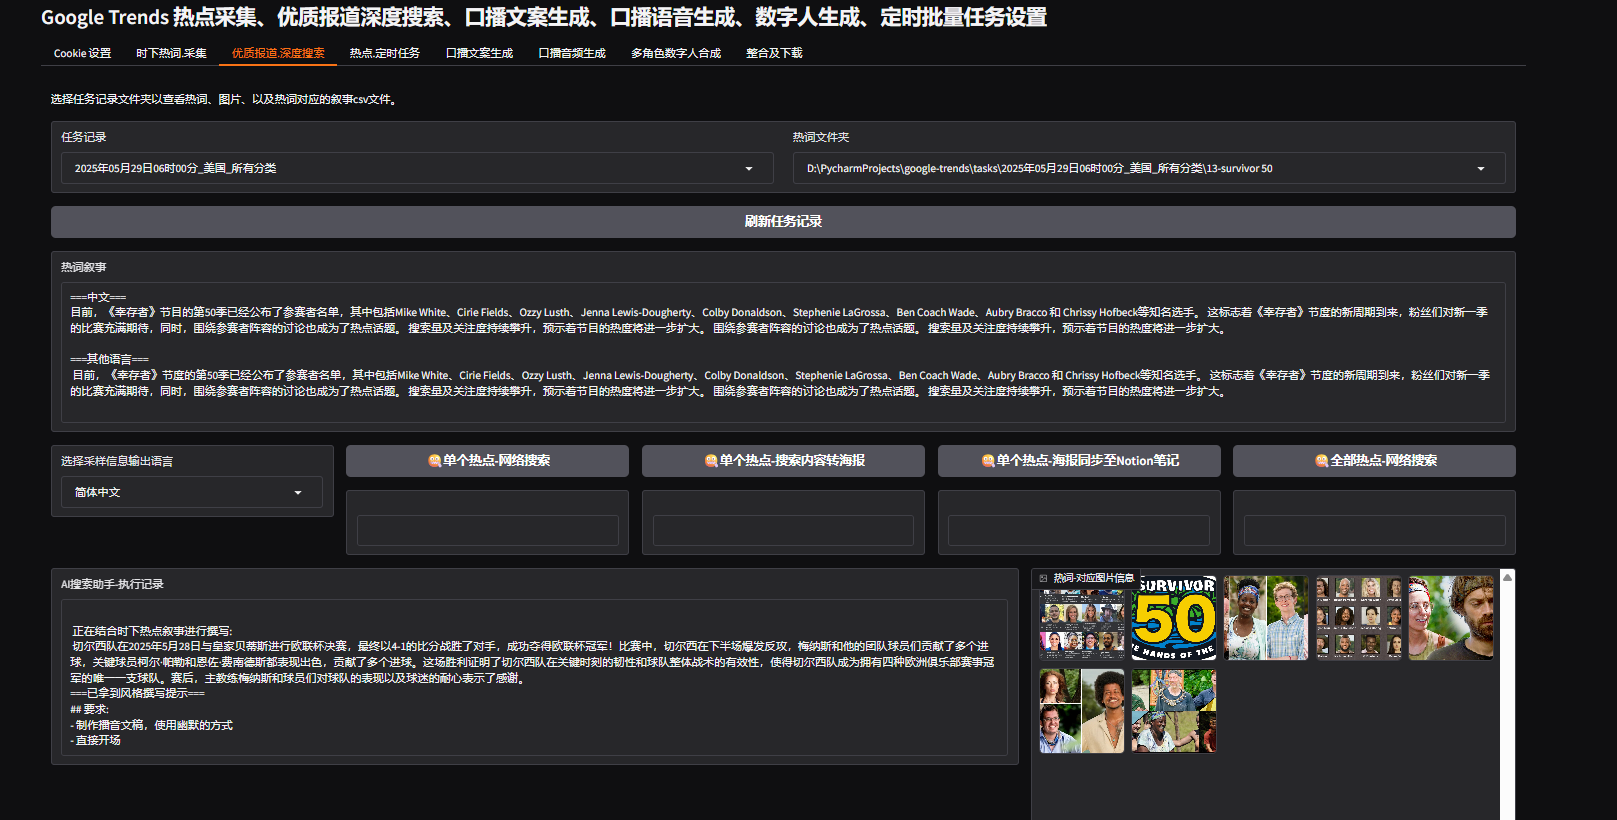 Google Trends 热点采集、优质报道深度搜索、口播文案生成、口播语音生成、数字人生成、定时批量任务设置
Cookie 设置 时下热词.采集 优质报道.深度搜索 热点.定时任务 口播文案生成 口播音频生成 多角色数字人合成 整合及下载
选择任务记录文件夹以查看热词、图片、以及热词对应的叙事csv文件。
任务记录 热词文件夹
2025年05月29日06时00分_美国_所有分类 D:\PycharmProjects\google-trends\tasks\2025年05月29日06时00分_美国_所有分类\13-survivor 50
刷新任务记录
热词叙事
===中文===
目前，《幸存者》节目的第50季已经公布了参赛者名单，其中包括Mike White、Cirie Fields、Ozzy Lusth、Jenna Lewis-Dougherty、Colby Donaldson、Stephenie LaGrossa、Ben Coach Wade、Aubry Bracco 和 Chrissy Hofbeck等知名选手。 这标志着《幸存者》节度的新周期到来，粉丝们对新一季
的比赛充满期待，同时，围绕参赛者阵容的讨论也成为了热点话题。 搜索量及关注度持续攀升，预示着节目的热度将进一步扩大。 围绕参赛者阵容的讨论也成为了热点话题。 搜索量及关注度持续攀升，预示着节目的热度将进一步扩大。
===其他语言===
目前，《幸存者》节度的第50季已经公布了参赛者名单，其中包括Mike White、Cirie Fields、Ozzy Lusth、Jenna Lewis-Dougherty、Colby Donaldson、Stephenie LaGrossa、Ben Coach Wade、Aubry Bracco 和 Chrissy Hofbeck等知名选手。 这标志着《幸存者》节度的新周期到来，粉丝们对新一季
的比赛充满期待，同时，围绕参赛者阵容的讨论也成为了热点话题。 搜索量及关注度持续攀升，预示着节目的热度将进一步扩大。 围绕参赛者阵容的讨论也成为了热点话题。 搜索量及关注度持续攀升，预示着节目的热度将进一步扩大。
选择采样信息输出语言
简体中文
单个热点-网络搜索 单个热点-搜索内容转海报 单个热点-海报同步至Notion笔记 全部热点-网络搜索
AI搜索助手-执行记录
正在结合时下热点叙事进行撰写:
切尔西队在2025年5月28日与皇家贝蒂斯进行欧联杯决赛，最终以4-1的比分战胜了对手，成功夺得欧联杯冠军！比赛中，切尔西在下半场爆发反攻，梅纳斯和他的团队球员们贡献了多个进
球，关键球员柯尔·帕勒和恩佐·费南德斯都表现出色，贡献了多个进球。这场胜利证明了切尔西队在关键时刻的韧性和球队整体战术的有效性，使得切尔西队成为拥有四种欧洲俱乐部赛事冠
军的唯一一支球队。赛后，主教练梅纳斯和球员们对球队的表现以及球迷的耐心表示了感谢。
===已拿到风格撰写提示===
## 要求:
- 制作播音文稿，使用幽默的方式
- 直接开场
热词-对应图片信息
SURVIVOR
50
HANDS OF THE